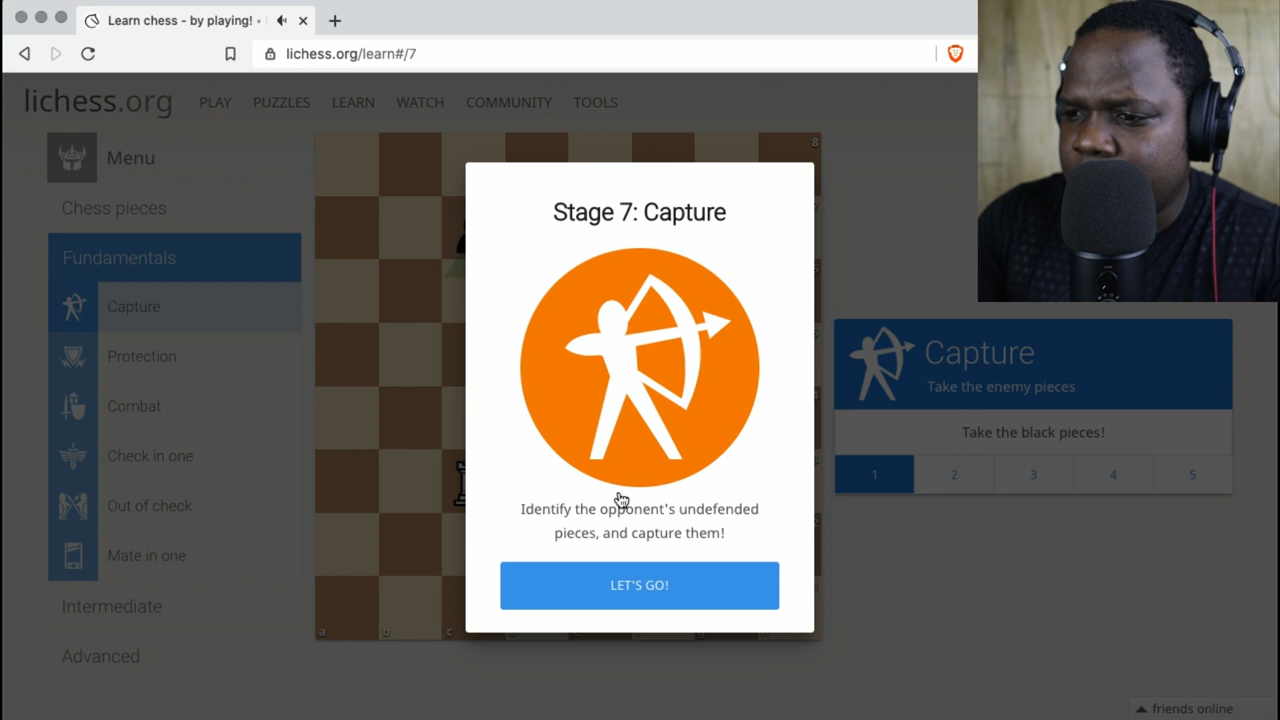 Learn chess - by playing! •
lichess.org/learn#/7
lichess.org
PLAY
PUZZLES
LEARN
WATCH
COMMUNITY
TOOLS
Menu
Chess pieces
Fundamentals
Capture
Protection
Combat
Check in one
Out of check
Mate in one
Intermediate
Advanced
8
a
b
c
Stage 7: Capture
Identify the opponent's undefended
pieces, and capture them!
LET'S GO!
Capture
Take the enemy pieces
Take the black pieces!
1 2 3 4 5
friends online